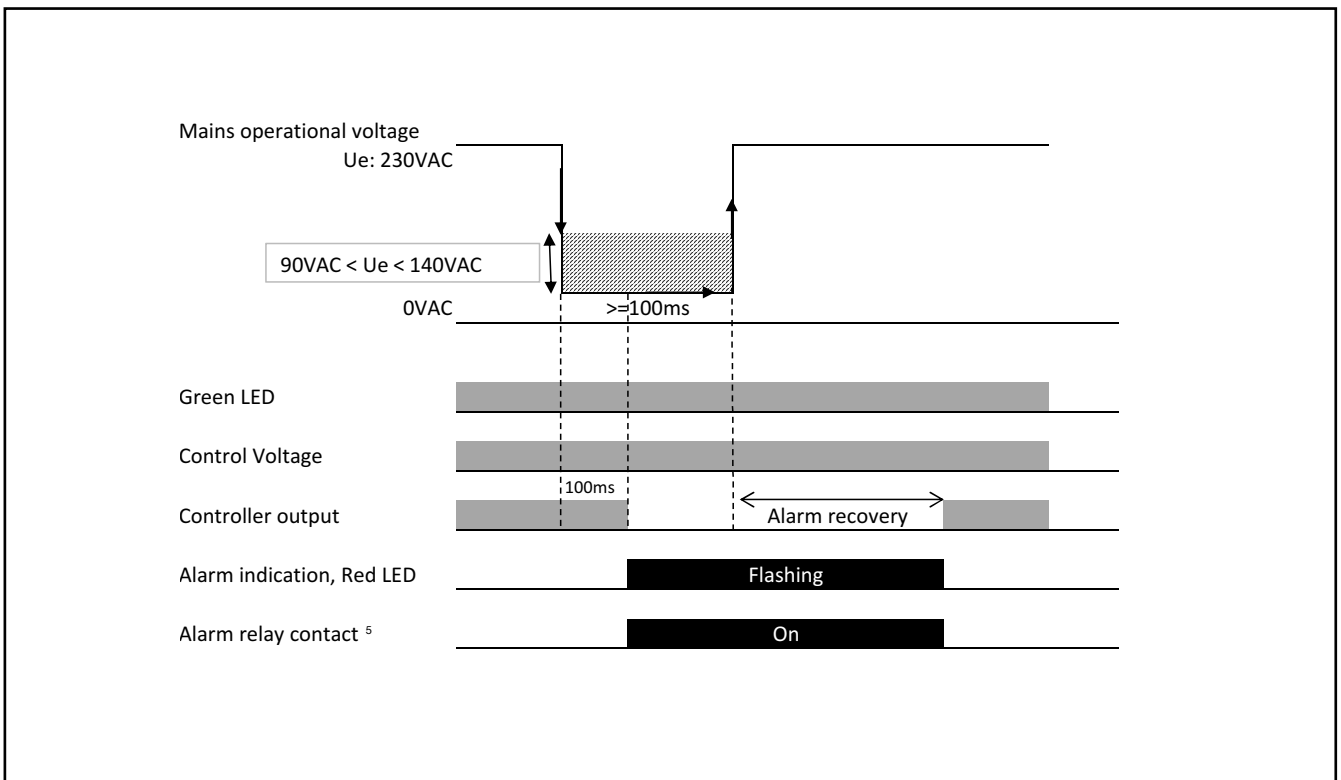 Mains operational voltage
Ue: 230VAC
90VAC < Ue < 140VAC
0VAC
>=100ms
Green LED
Control Voltage
100ms
Controller output
Alarm recovery
Alarm indication, Red LED
Flashing
Alarm relay contact ⁵
On